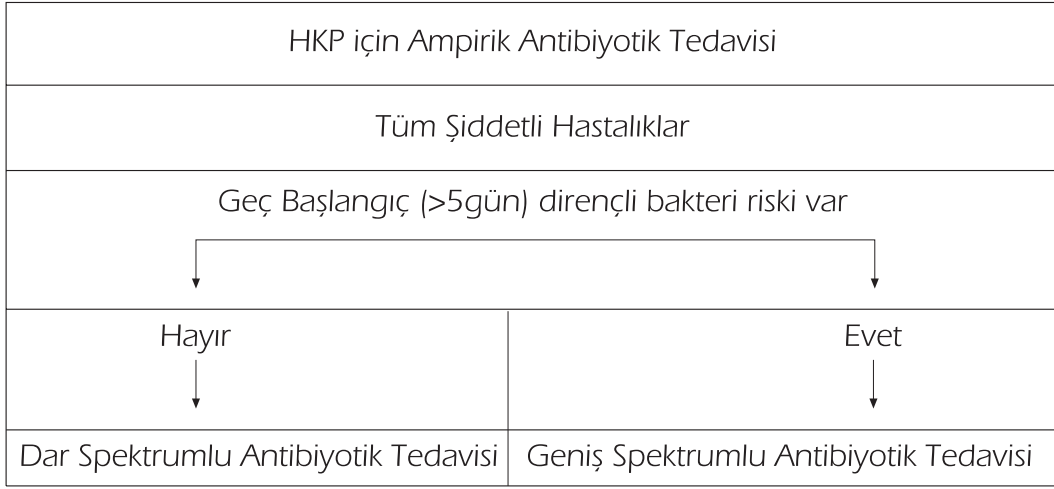 HKP için Ampirik Antibiyotik Tedavisi
Tüm Şiddetli Hastalıklar
Geç Başlangıç (>5gün) dirençli bakteri riski var
Hayır
Evet
Dar Spektrumlu Antibiyotik Tedavisi
Geniş Spektrumlu Antibiyotik Tedavisi